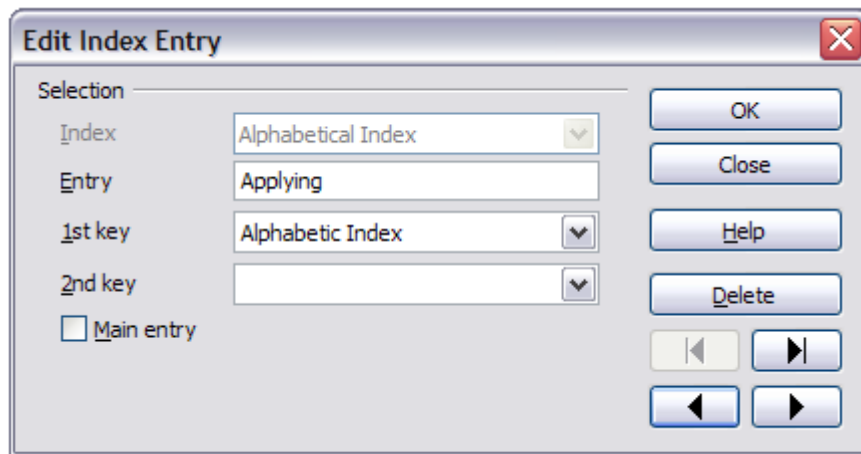 Edit Index Entry
Selection
Index
Alphabetical Index
Entry
Applying
1st key
Alphabetic Index
2nd key
Main entry
OK
Close
Help
Delete